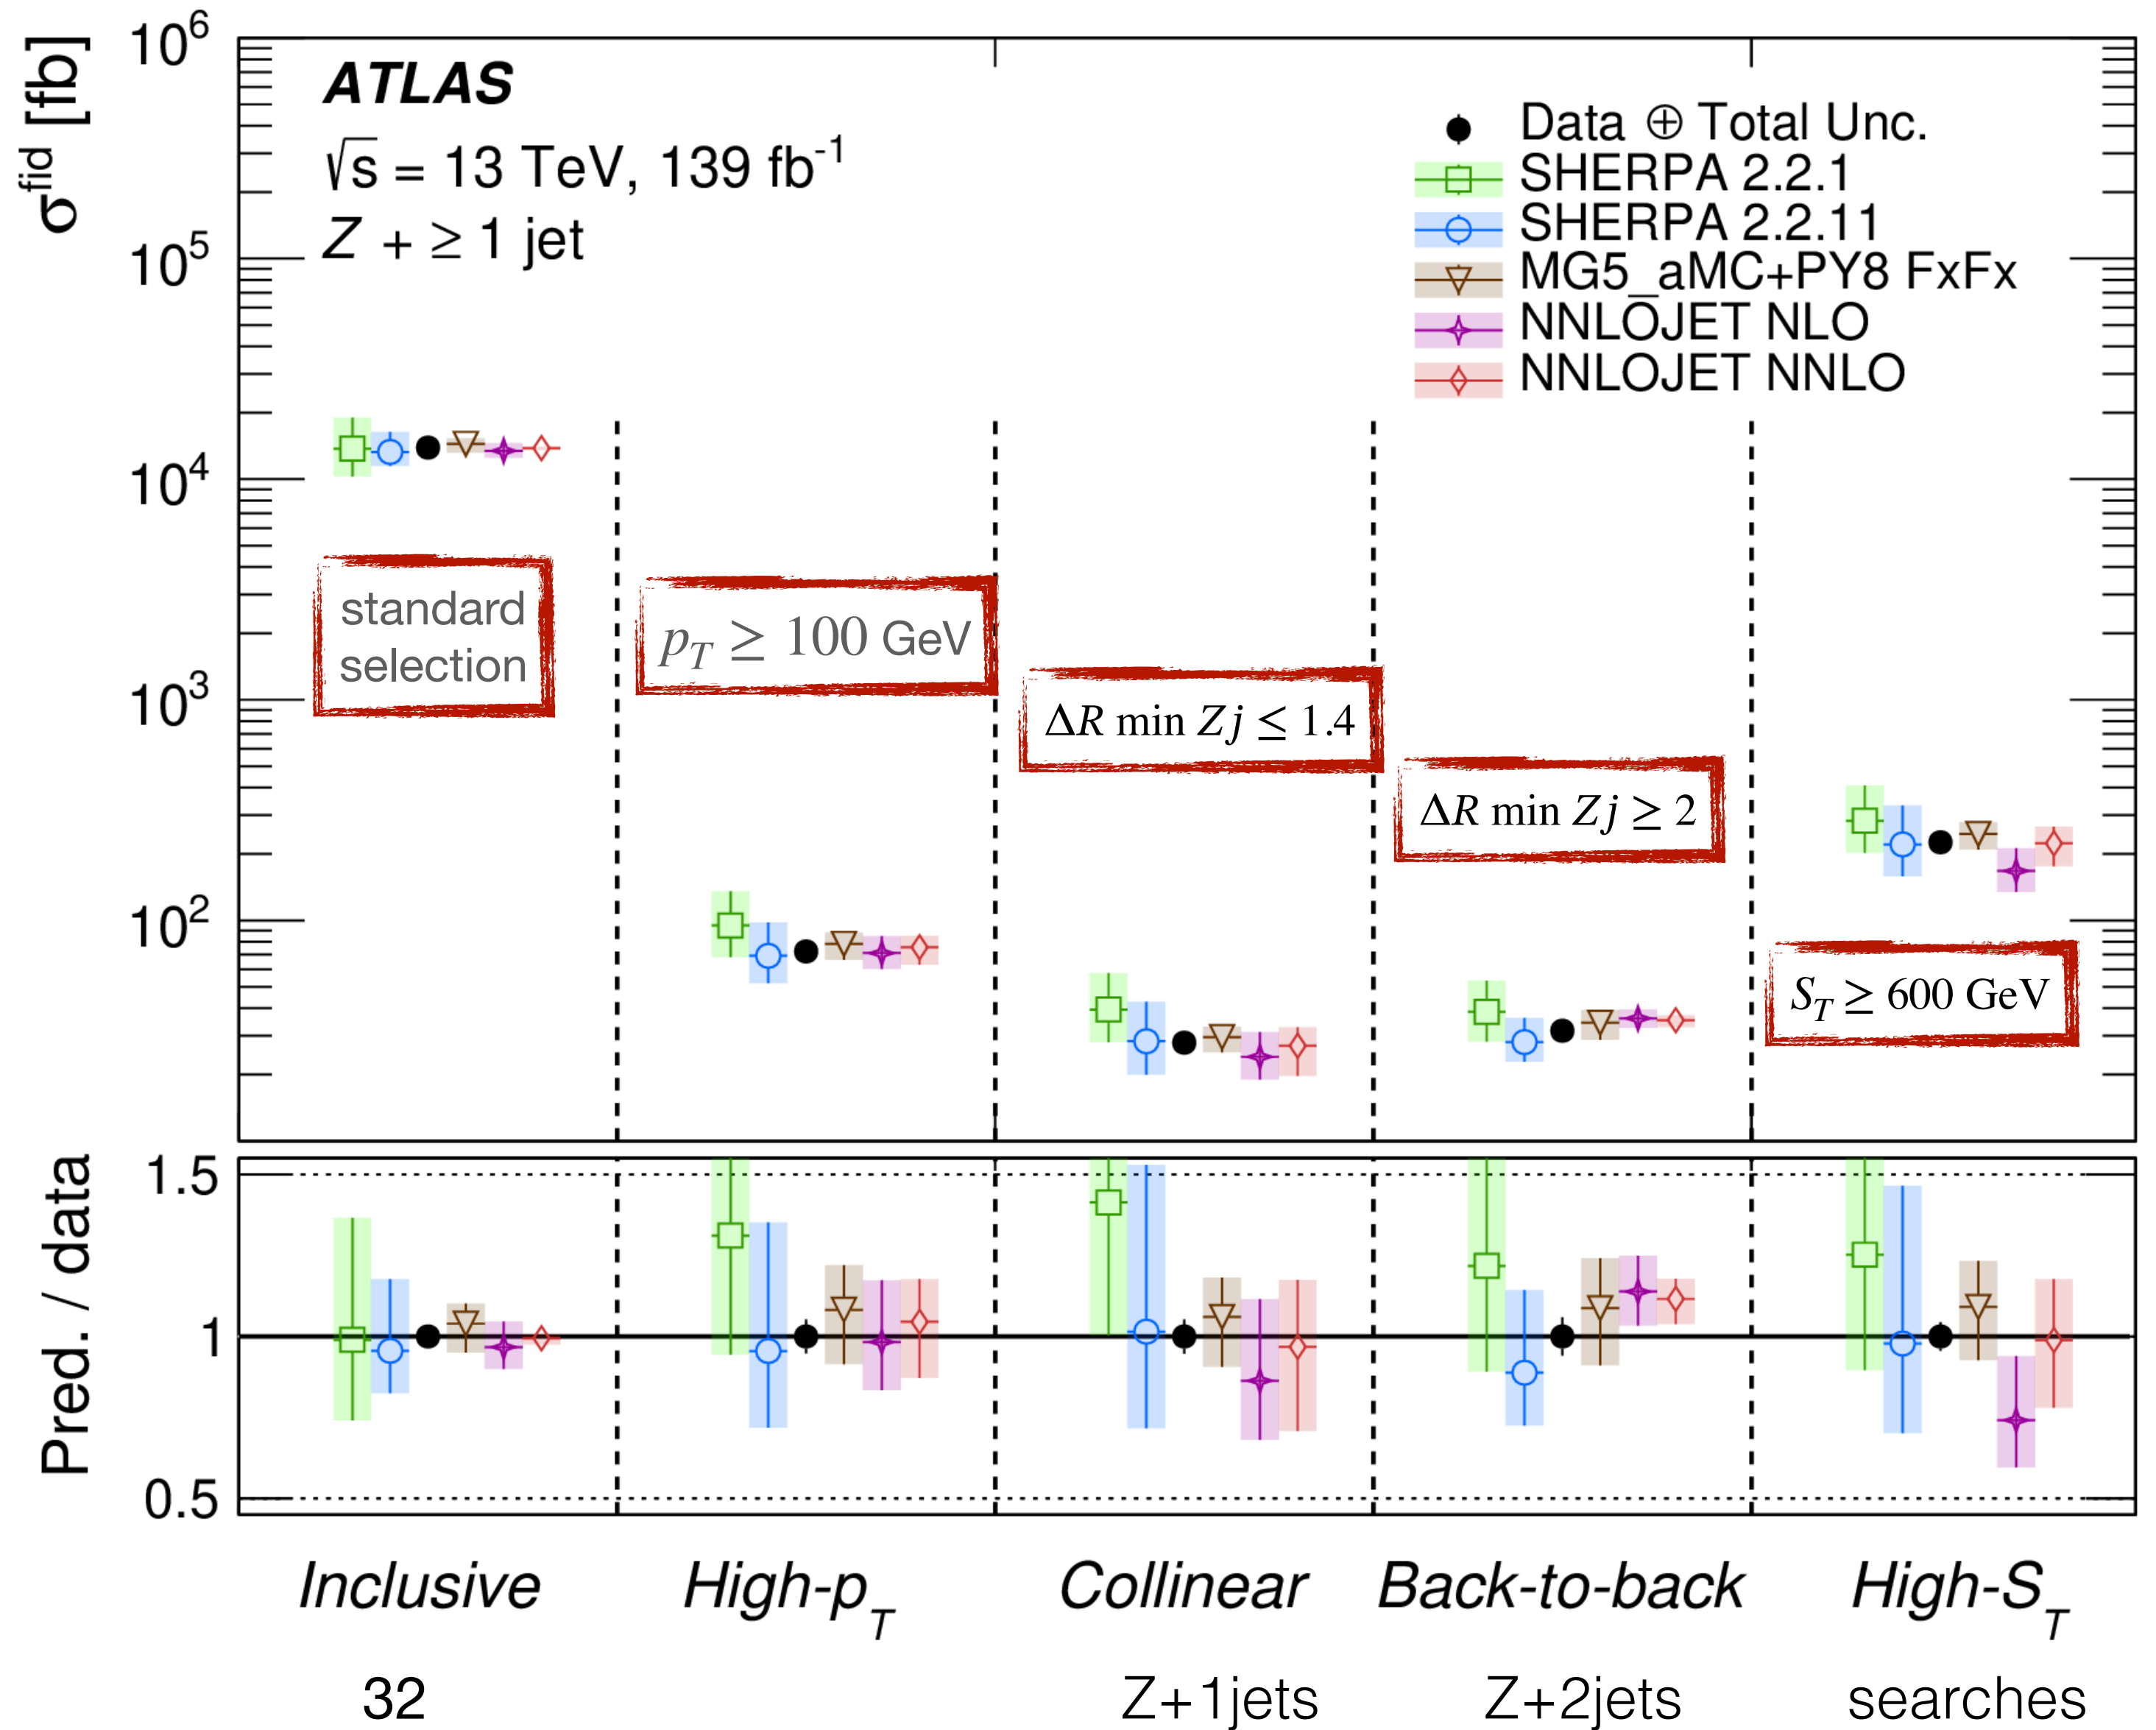 σ^fid [fb]
10^6
10^5
10^4
10^3
10^2
ATLAS
√s = 13 TeV, 139 fb^-1
Z + ≥ 1 jet
Data ⊕ Total Unc.
SHERPA 2.2.1
SHERPA 2.2.11
MG5_aMC+PY8 FxFx
NNLOJET NLO
NNLOJET NNLO
standard
selection
p_T ≥ 100 GeV
ΔR min Zj ≤ 1.4
ΔR min Zj ≥ 2
S_T ≥ 600 GeV
Pred. / data
1.5
1
0.5
Inclusive High-p_T Collinear Back-to-back High-S_T
32 Z+1jets Z+2jets searches